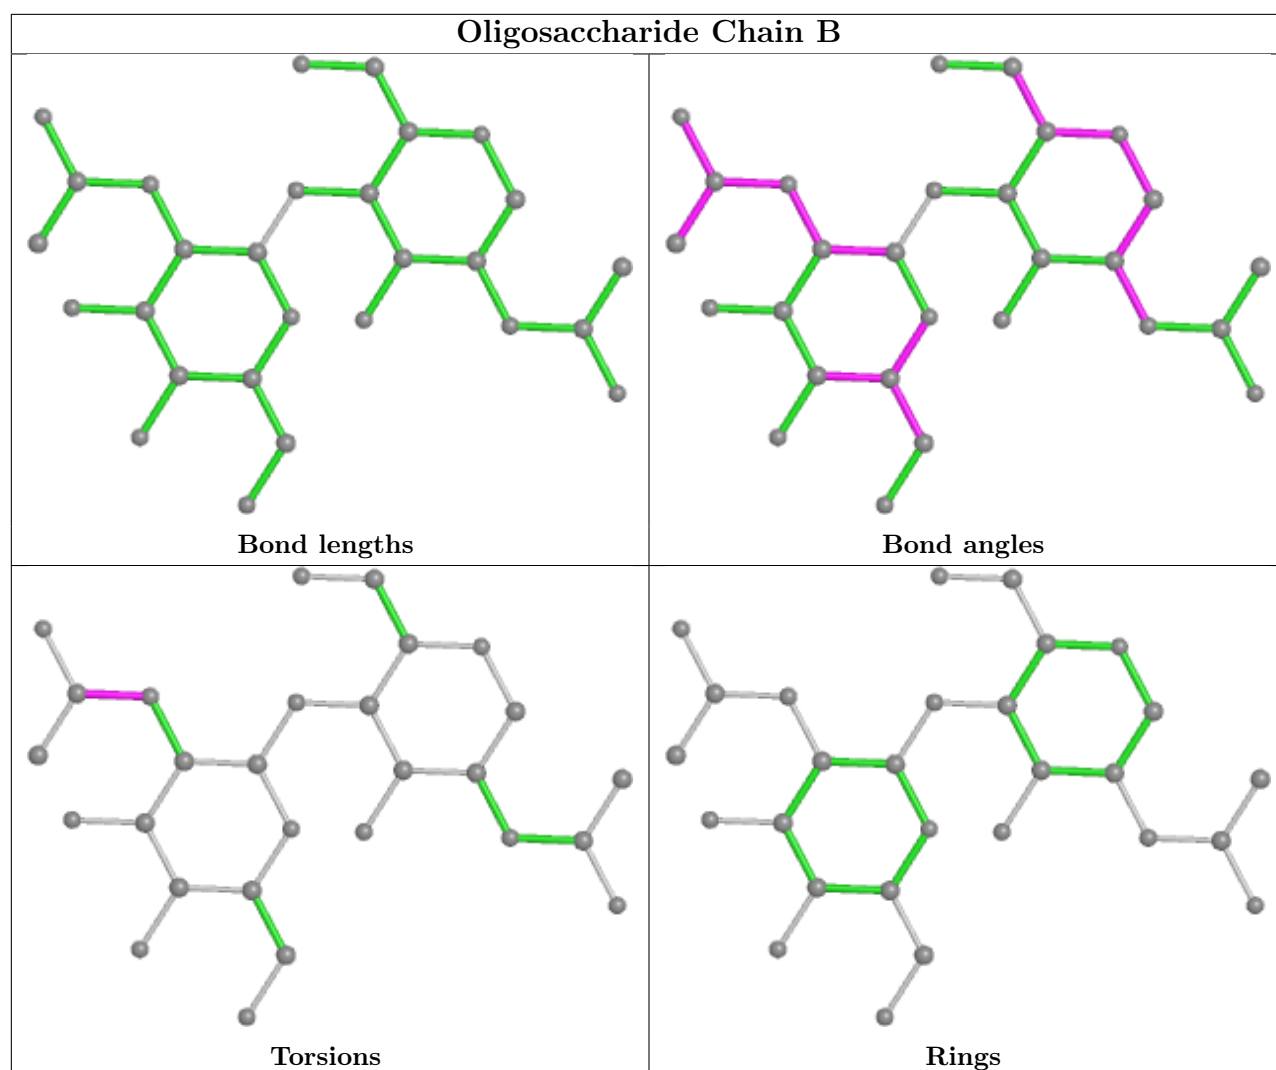 Oligosaccharide Chain B
Bond lengths
Bond angles
Torsions
Rings